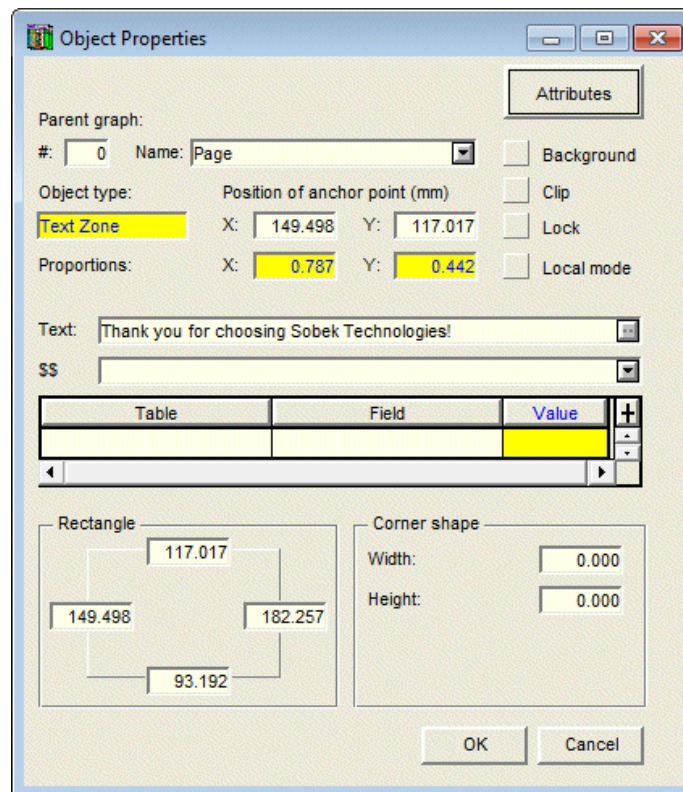 Object Properties
Attributes
Parent graph:
#: 0 Name: Page
Background
Object type: Position of anchor point (mm)
Clip
Text Zone X: 149.498 Y: 117.017
Lock
Proportions: X: 0.787 Y: 0.442
Local mode
Text: Thank you for choosing Sobek Technologies!
$$
Table Field Value +
Rectangle
117.017
149.498 182.257
93.192
Corner shape
Width: 0.000
Height: 0.000
OK Cancel